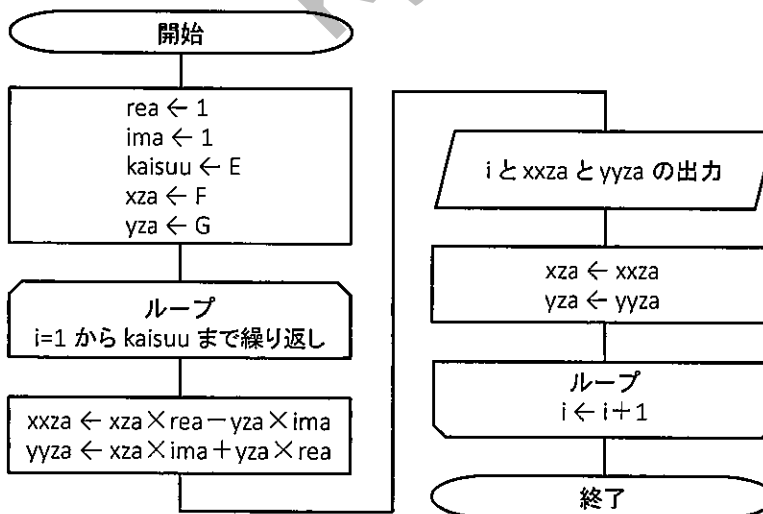 開始
rea ← 1
ima ← 1
kaisuu ← E
xza ← F
yza ← G
ループ
i=1 から kaisuu まで繰り返し
xxza ← xza×rea－yza×ima
yyza ← xza×ima＋yza×rea
i と xxza と yyza の出力
xza ← xxza
yza ← yyza
ループ
i ← i＋1
終了